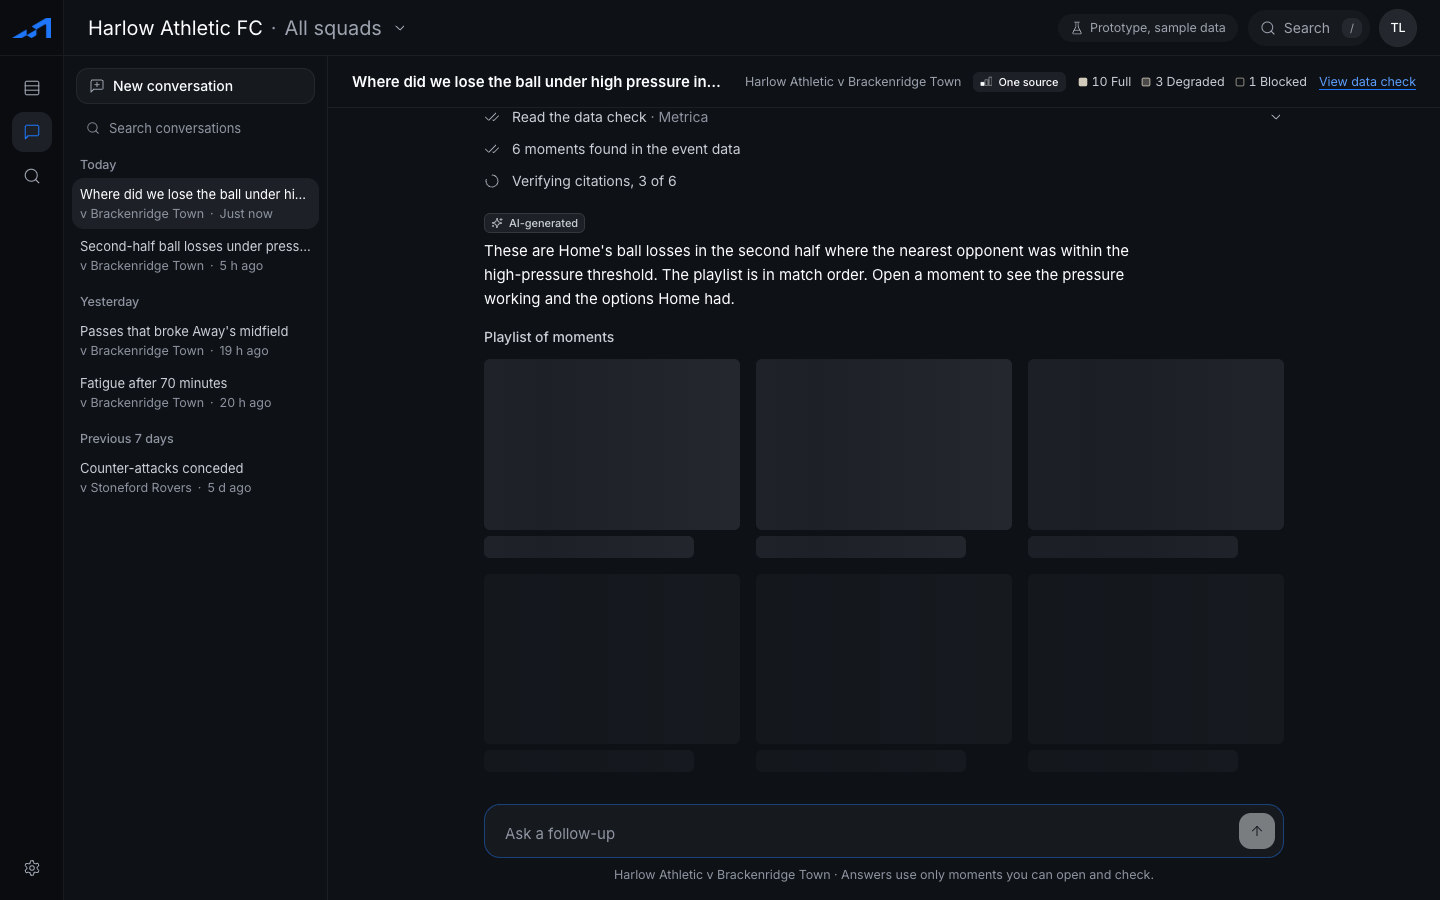 Harlow Athletic FC · All squads
Prototype, sample data
Search /
TL
New conversation
Search conversations
Today
Where did we lose the ball under hi...
v Brackenridge Town · Just now
Second-half ball losses under press...
v Brackenridge Town · 5 h ago
Yesterday
Passes that broke Away's midfield
v Brackenridge Town · 19 h ago
Fatigue after 70 minutes
v Brackenridge Town · 20 h ago
Previous 7 days
Counter-attacks conceded
v Stoneford Rovers · 5 d ago
Where did we lose the ball under high pressure in...
Harlow Athletic v Brackenridge Town
One source
10 Full
3 Degraded
1 Blocked
View data check
Read the data check · Metrica
6 moments found in the event data
Verifying citations, 3 of 6
AI-generated
These are Home's ball losses in the second half where the nearest opponent was within the
high-pressure threshold. The playlist is in match order. Open a moment to see the pressure
working and the options Home had.
Playlist of moments
Ask a follow-up
Harlow Athletic v Brackenridge Town · Answers use only moments you can open and check.